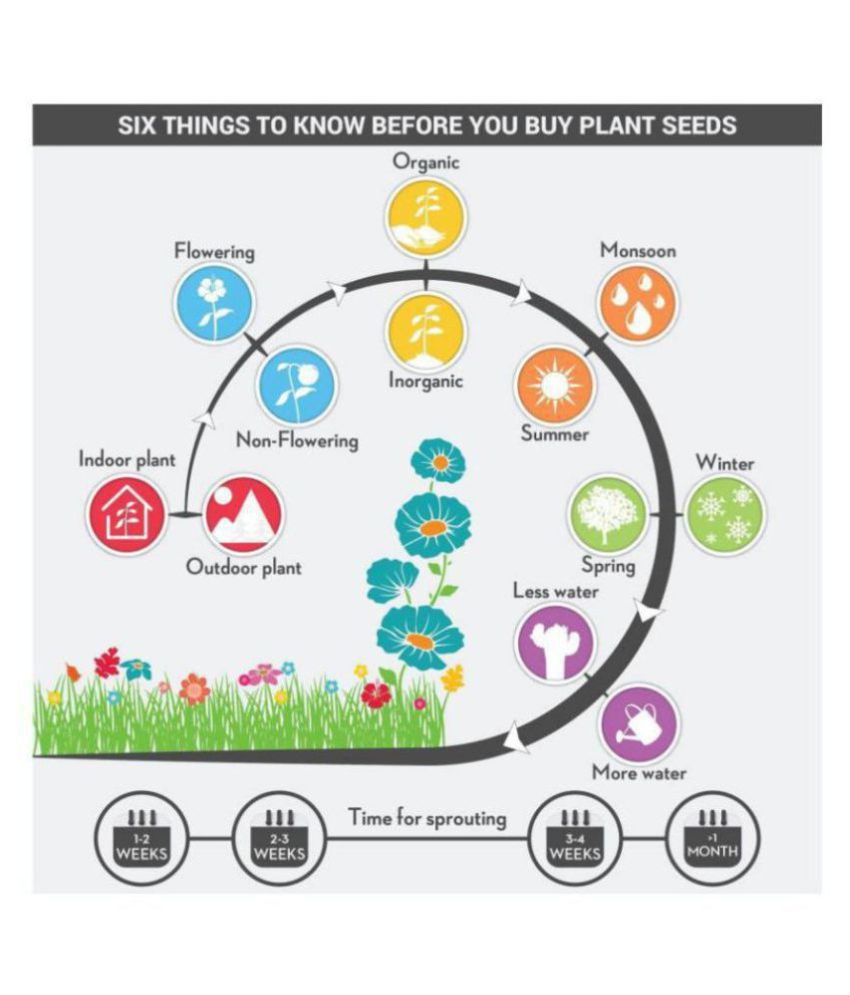 SIX THINGS TO KNOW BEFORE YOU BUY PLANT SEEDS
Organic
Flowering
Monsoon
Inorganic
Non-Flowering
Summer
Indoor plant
Winter
Outdoor plant
Spring
Less water
More water
Time for sprouting
1-2
WEEKS
2-3
WEEKS
3-4
WEEKS
>1
MONTH